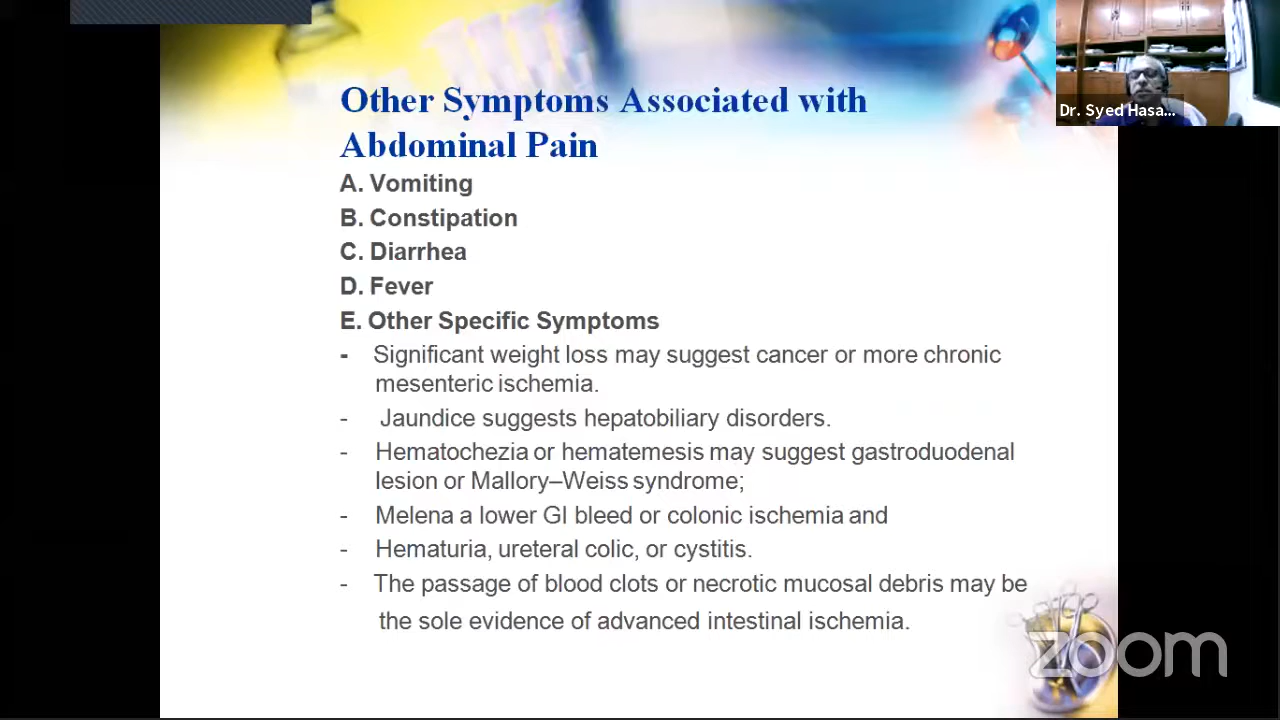 Other Symptoms Associated with
Abdominal Pain
A. Vomiting
B. Constipation
C. Diarrhea
D. Fever
E. Other Specific Symptoms
- Significant weight loss may suggest cancer or more chronic
mesenteric ischemia.
- Jaundice suggests hepatobiliary disorders.
- Hematochezia or hematemesis may suggest gastroduodenal
lesion or Mallory–Weiss syndrome;
- Melena a lower GI bleed or colonic ischemia and
- Hematuria, ureteral colic, or cystitis.
- The passage of blood clots or necrotic mucosal debris may be
the sole evidence of advanced intestinal ischemia.
Dr. Syed Hasa...
zoom